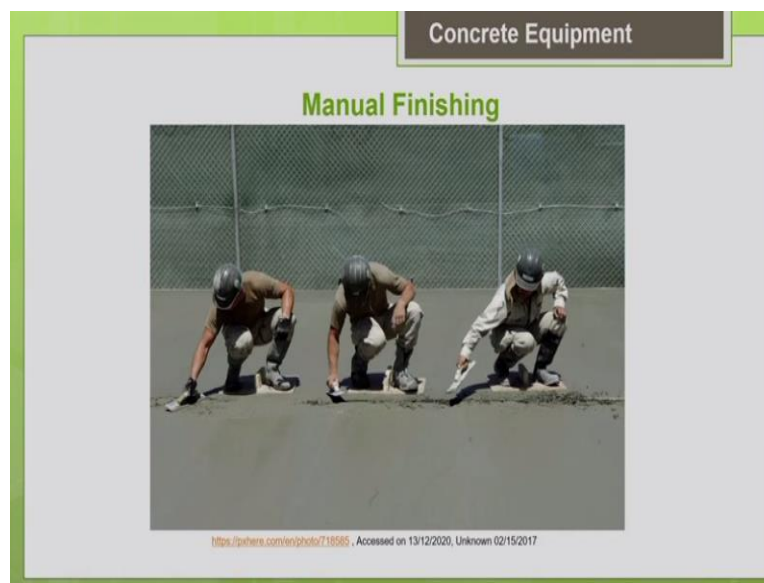 Concrete Equipment
Manual Finishing
https://pxhere.com/en/photo/718585 , Accessed on 13/12/2020, Unknown 02/15/2017